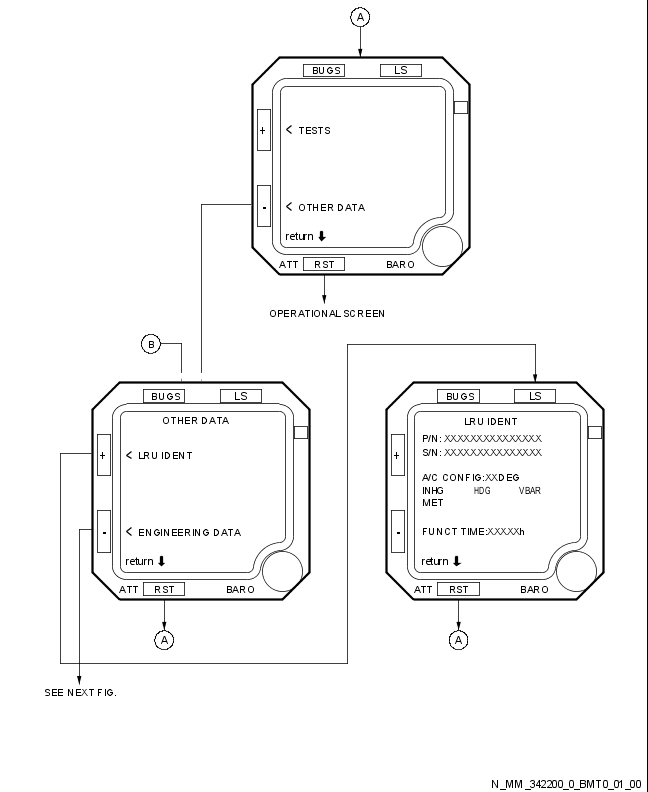 A
BUGS LS
+ < TESTS
- < OTHER DATA
return
ATT RST BARO
OPERATIONAL SCREEN
B
BUGS LS
OTHER DATA
+ < LRU IDENT
- < ENGINEERING DATA
return
ATT RST BARO
A
SEE NEXT FIG.
BUGS LS
LRU IDENT
P/N: XXXXXXXXXXXXXXX
+ S/N: XXXXXXXXXXXXXXX
A/C CONFIG:XXDEG
INHG HDG VBAR
MET
- FUNCT TIME:XXXXXh
return
ATT RST BARO
A
N_MM_342200_0_BMT0_01_00